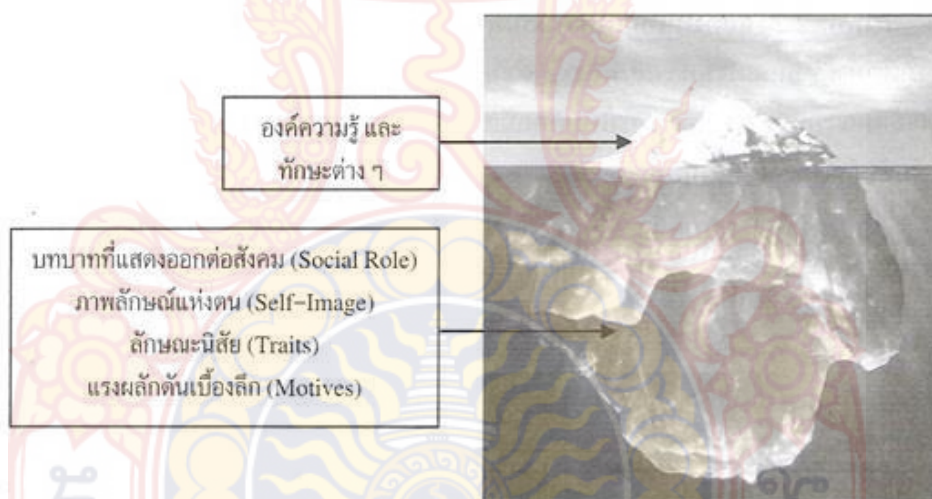 องค์ความรู้ และ
ทักษะต่าง ๆ
บทบาทที่แสดงออกต่อสังคม (Social Role)
ภาพลักษณ์แห่งตน (Self-Image)
ลักษณะนิสัย (Traits)
แรงผลักดันเบื้องลึก (Motives)